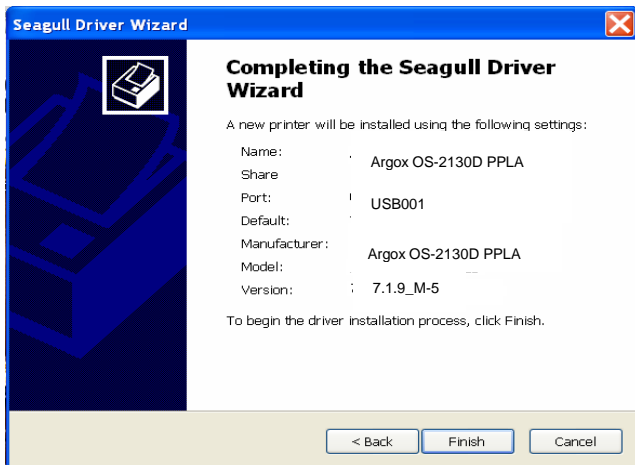 Seagull Driver Wizard
Completing the Seagull Driver
Wizard
A new printer will be installed using the following settings:
Name:
Argox OS-2130D PPLA
Share
Port:
USB001
Default:
Manufacturer:
Argox OS-2130D PPLA
Model:
Version: 7.1.9_M-5
To begin the driver installation process, click Finish.
< Back Finish Cancel